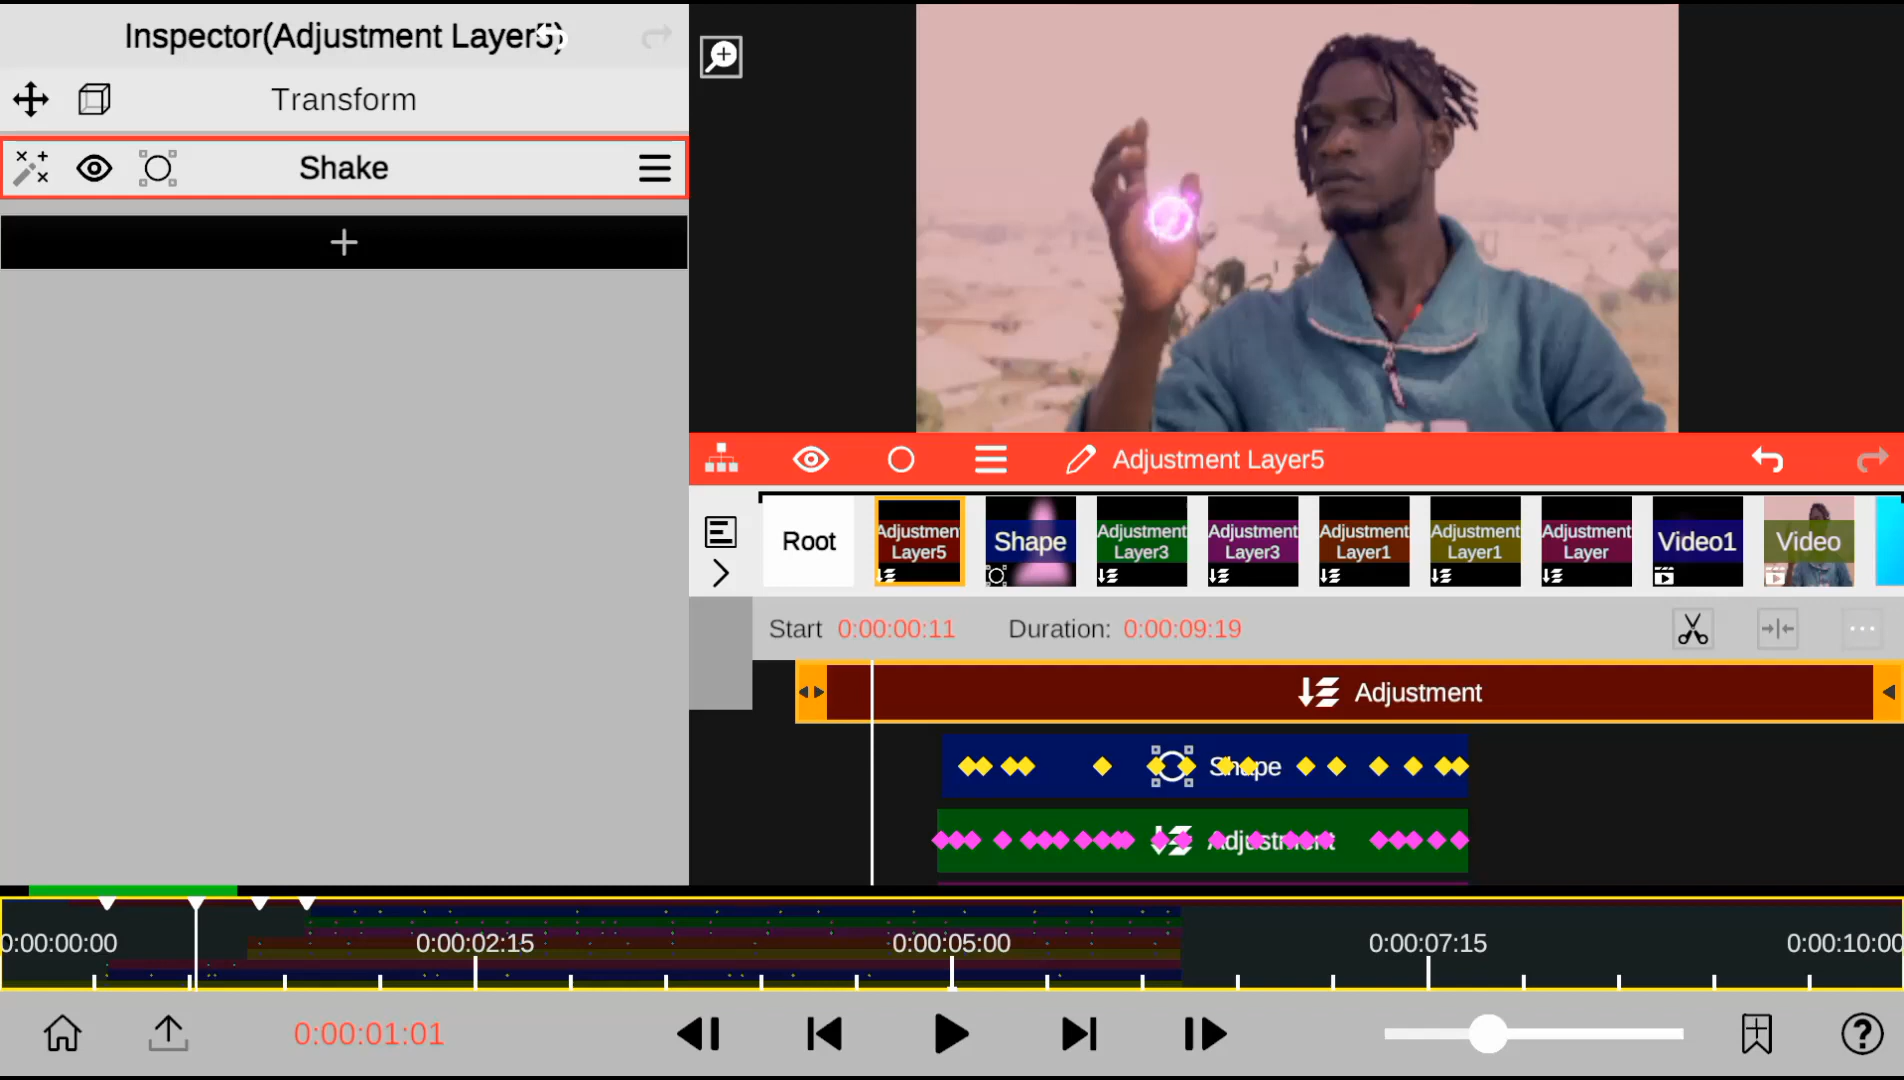 Inspector(Adjustment Layer5)
Transform
Shake
Adjustment Layer5
Root
Adjustment
Layer5
Shape
Adjustment
Layer3
Adjustment
Layer3
Adjustment
Layer1
Adjustment
Layer1
Adjustment
Layer
Video1
Video
Start 0:00:00:11 Duration: 0:00:09:19
Adjustment
Shape
Adjustment
0:00:00:00 0:00:02:15 0:00:05:00 0:00:07:15 0:00:10:00
0:00:01:01